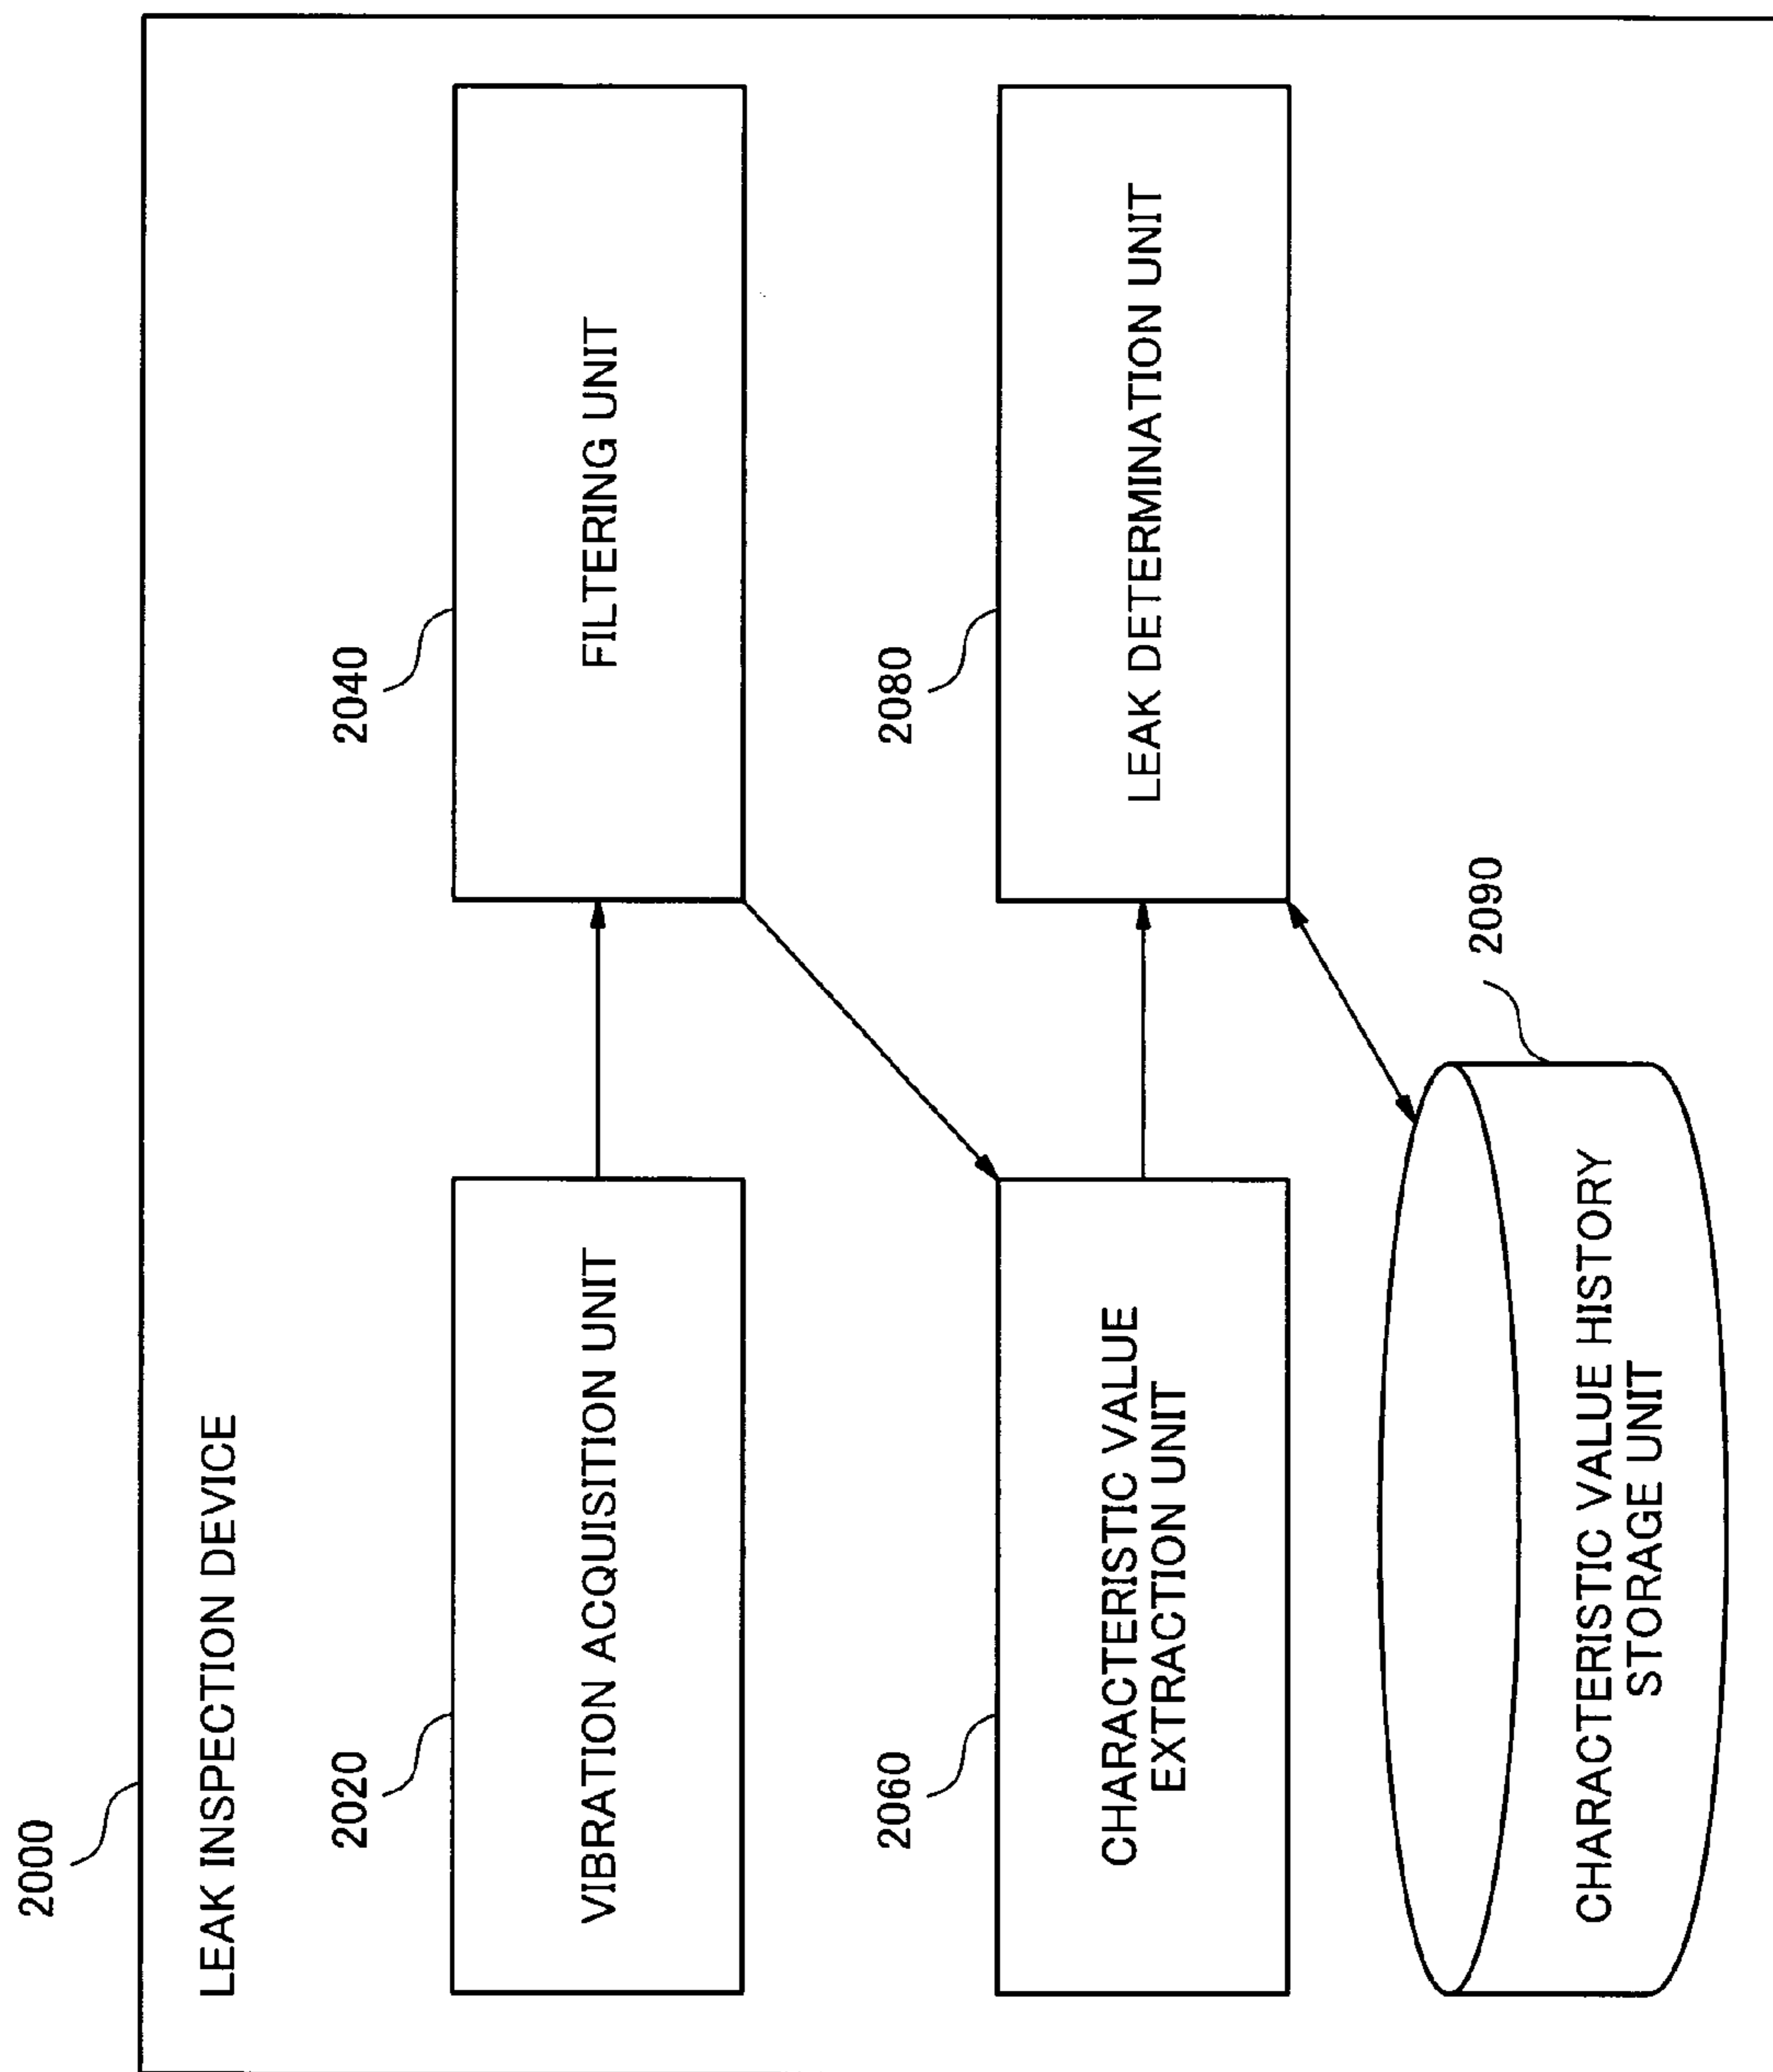 2000
LEAK INSPECTION DEVICE
2020
VIBRATION ACQUISITION UNIT
2040
FILTERING UNIT
2060
CHARACTERISTIC VALUE
EXTRACTION UNIT
2080
LEAK DETERMINATION UNIT
2090
CHARACTERISTIC VALUE HISTORY
STORAGE UNIT